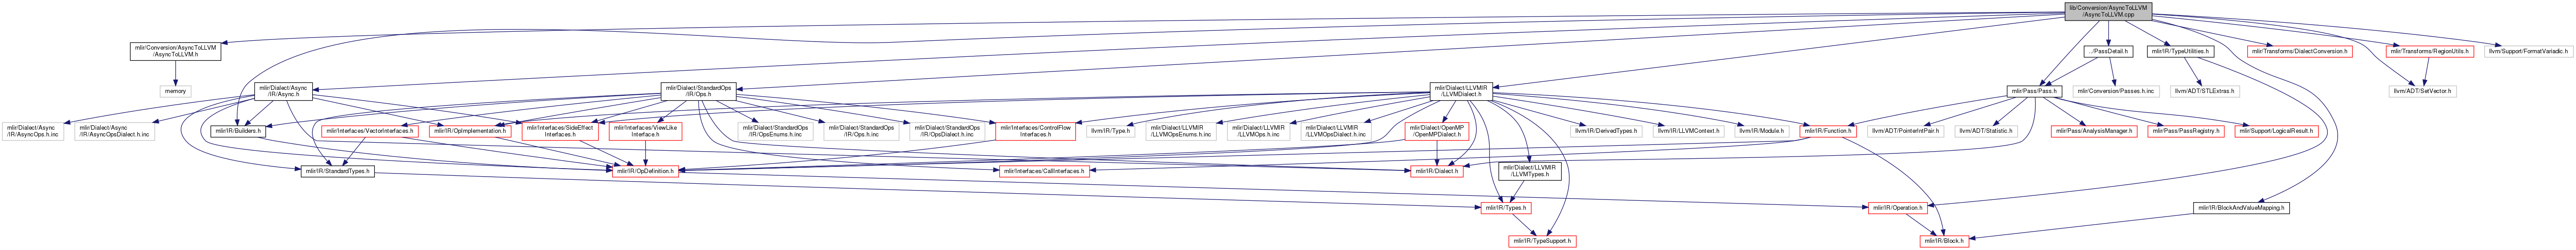 lib/Conversion/AsyncToLLVM
/AsyncToLLVM.cpp
mlir/Conversion/AsyncToLLVM
/AsyncToLLVM.h
../PassDetail.h
mlir/IR/TypeUtilities.h
mlir/Transforms/DialectConversion.h
mlir/Transforms/RegionUtils.h
llvm/Support/FormatVariadic.h
memory
mlir/Dialect/Async
/IR/Async.h
mlir/Dialect/StandardOps
/IR/Ops.h
mlir/Dialect/LLVMIR
/LLVMDialect.h
mlir/Pass/Pass.h
mlir/Conversion/Passes.h.inc
llvm/ADT/STLExtras.h
llvm/ADT/SetVector.h
mlir/Dialect/Async
/IR/AsyncOps.h.inc
mlir/Dialect/Async
/IR/AsyncOpsDialect.h.inc
mlir/IR/Builders.h
mlir/Interfaces/VectorInterfaces.h
mlir/IR/OpImplementation.h
mlir/Interfaces/SideEffect
Interfaces.h
mlir/Interfaces/ViewLike
Interface.h
mlir/Dialect/StandardOps
/IR/OpsEnums.h.inc
mlir/Dialect/StandardOps
/IR/Ops.h.inc
mlir/Dialect/StandardOps
/IR/OpsDialect.h.inc
mlir/Interfaces/ControlFlow
Interfaces.h
llvm/IR/Type.h
mlir/Dialect/LLVMIR
/LLVMOpsEnums.h.inc
mlir/Dialect/LLVMIR
/LLVMOps.h.inc
mlir/Dialect/LLVMIR
/LLVMOpsDialect.h.inc
mlir/Dialect/OpenMP
/OpenMPDialect.h
llvm/IR/DerivedTypes.h
llvm/IR/LLVMContext.h
llvm/IR/Module.h
mlir/IR/Function.h
llvm/ADT/PointerIntPair.h
llvm/ADT/Statistic.h
mlir/Pass/AnalysisManager.h
mlir/Pass/PassRegistry.h
mlir/Support/LogicalResult.h
mlir/IR/StandardTypes.h
mlir/IR/OpDefinition.h
mlir/Interfaces/CallInterfaces.h
mlir/IR/Dialect.h
mlir/Dialect/LLVMIR
/LLVMTypes.h
mlir/IR/Types.h
mlir/IR/Operation.h
mlir/IR/BlockAndValueMapping.h
mlir/IR/TypeSupport.h
mlir/IR/Block.h